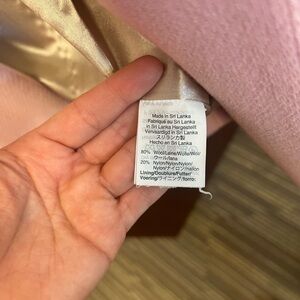 Made in Sri Lanka
Fabriqué au Sri Lanka
in Sri Lanka Hergestellt
Vervaardigd in Sri Lanka
スリランカ製
Hecho en Sri Lanka
80% Wool/Laine/Wolle/Wol/
ウール/lana
20% Nylon/Nylon/Nylon/
Nylon/ナイロン/nailon
Lining/Doublure/Futter/
Voering/ライニング/forro: